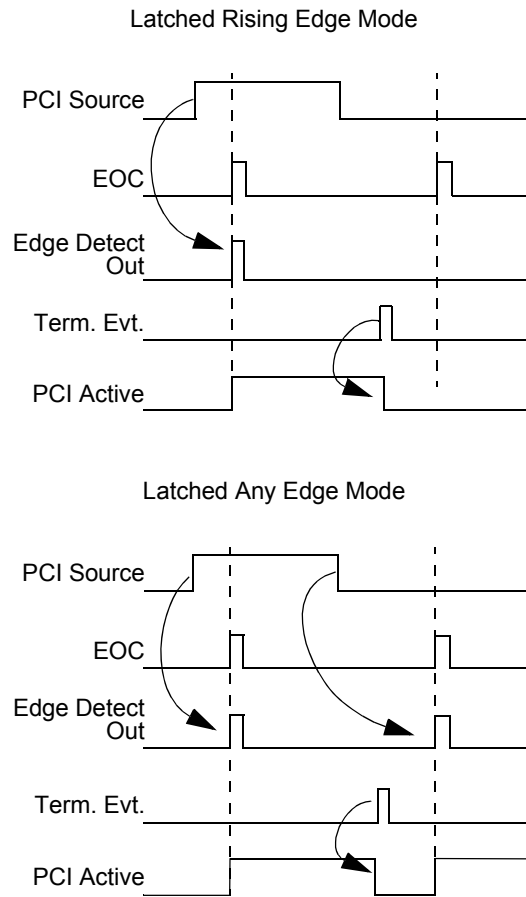 Latched Rising Edge Mode
PCI Source
EOC
Edge Detect
Out
Term. Evt.
PCI Active
Latched Any Edge Mode
PCI Source
EOC
Edge Detect
Out
Term. Evt.
PCI Active